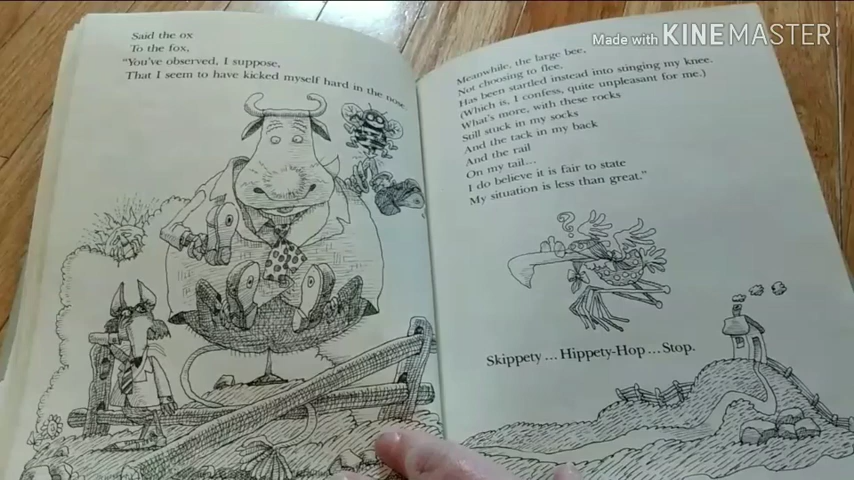 Said the ox
To the fox,
"You've observed, I suppose,
That I seem to have kicked myself hard in the nose.
Meanwhile, the large bee,
Not choosing to flee,
Has been startled instead into stinging my knee.
(Which is, I confess, quite unpleasant for me.)
What's more, with these rocks
Still stuck in my socks
And the tack in my back
And the rail
On my tail...
I do believe it is fair to state
My situation is less than great."
?
Skippety ... Hippety-Hop ... Stop.
Made with KINEMASTER